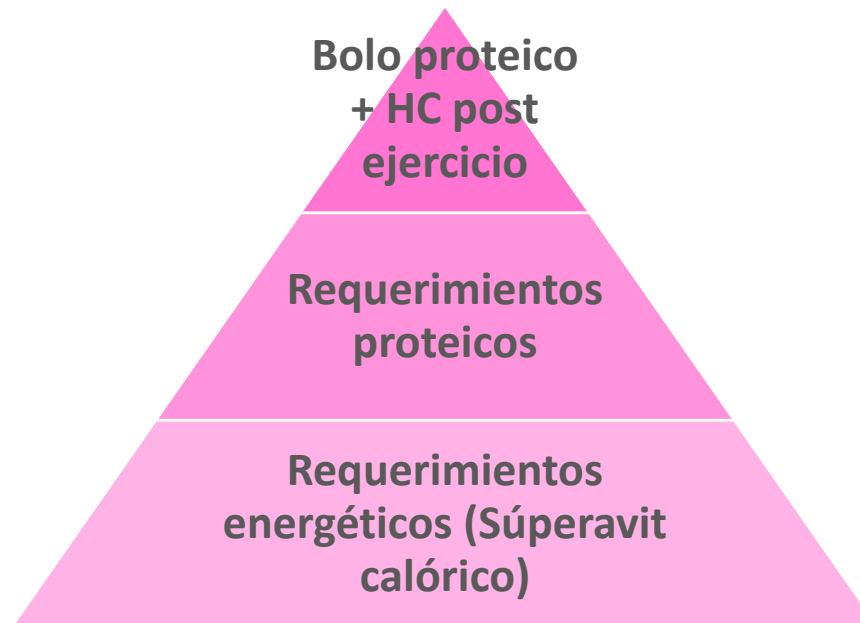 Bolo proteico
+ HC post
ejercicio
Requerimientos
proteicos
Requerimientos
energéticos (Súperavit
calórico)